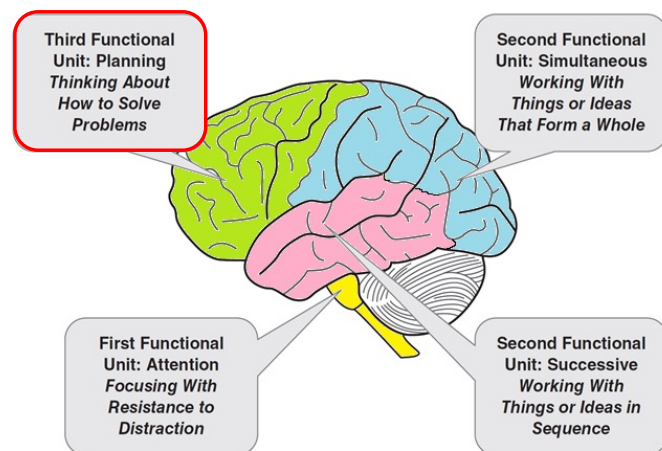 Third Functional
Unit: Planning
Thinking About
How to Solve
Problems
Second Functional
Unit: Simultaneous
Working With
Things or Ideas
That Form a Whole
First Functional
Unit: Attention
Focusing With
Resistance to
Distraction
Second Functional
Unit: Successive
Working With
Things or Ideas in
Sequence